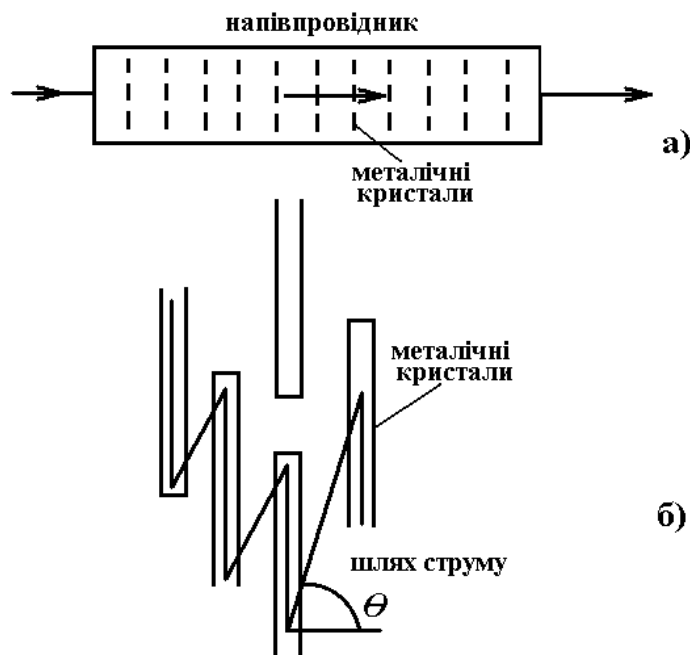 напівпровідник
а)
металічні
кристали
металічні
кристали
б)
шлях струму
Θ